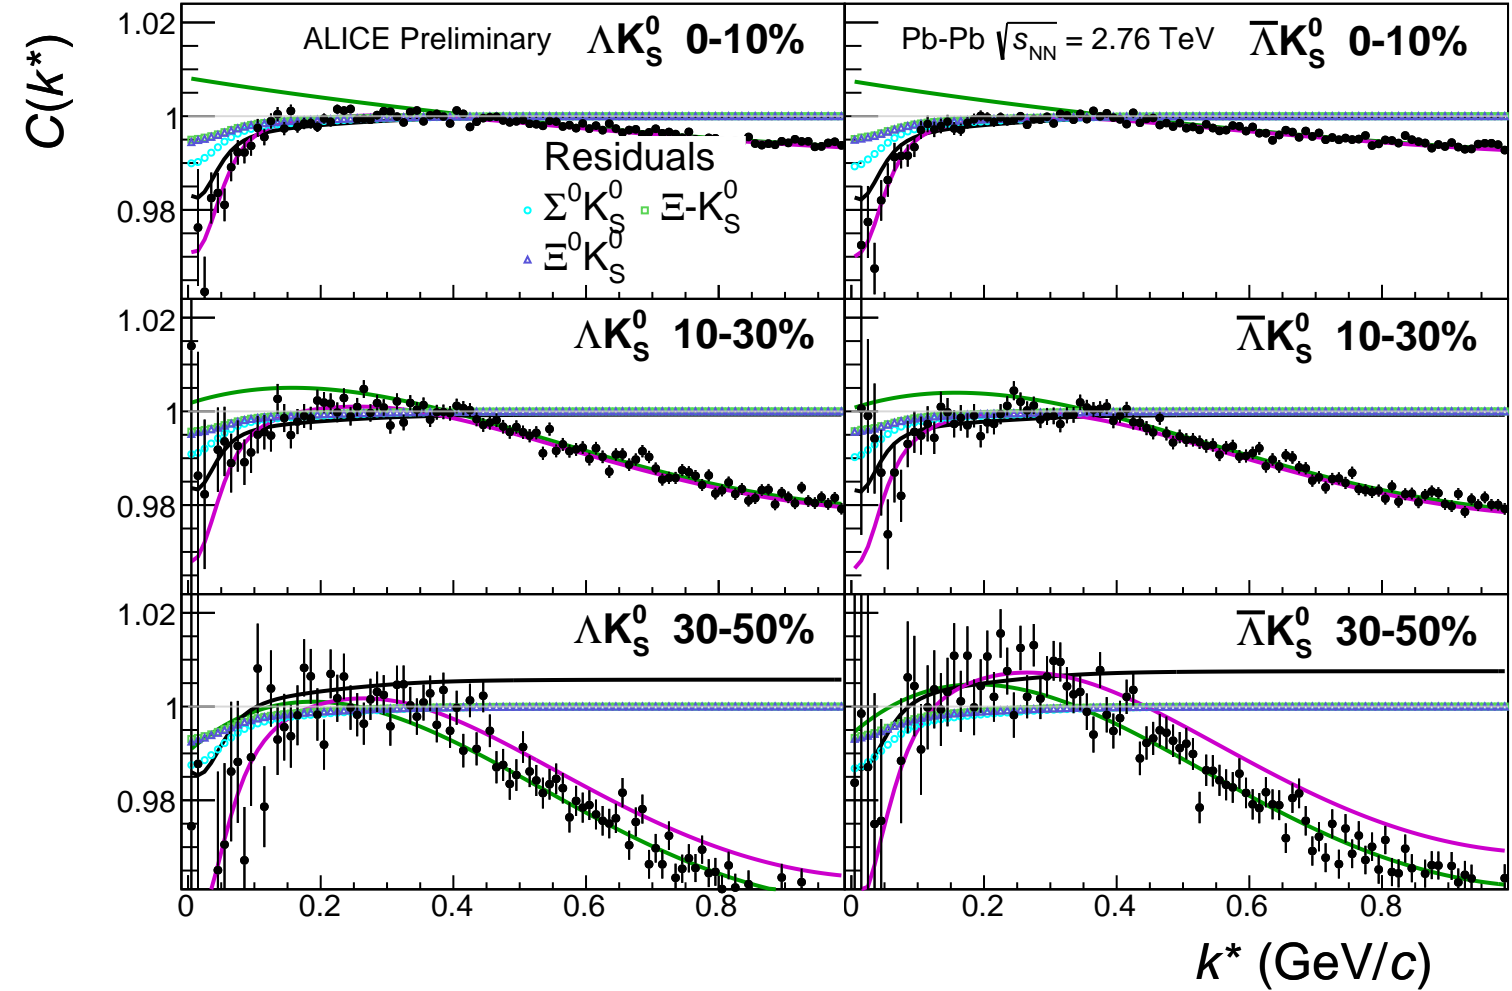 C(k*)
1.02
1
0.98
ALICE Preliminary
ΛK⁰S 0-10%
Residuals
Σ⁰K⁰S
Ξ-K⁰S
Ξ⁰K⁰S
Pb-Pb √sNN = 2.76 TeV
Λ̅K⁰S 0-10%
1.02
1
0.98
ΛK⁰S 10-30%
Λ̅K⁰S 10-30%
1.02
1
0.98
ΛK⁰S 30-50%
Λ̅K⁰S 30-50%
0 0.2 0.4 0.6 0.8 0 0.2 0.4 0.6 0.8
k* (GeV/c)